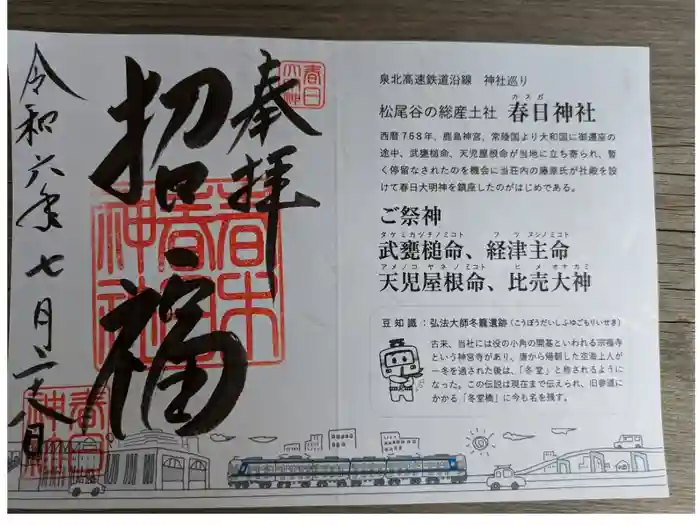 奉拝
春日
大神
招福
春日
神社
令和六年七月二十八日
春日
神社
泉北高速鉄道沿線 神社巡り
カスガ
松尾谷の総産土社 春日神社
西暦768年、鹿島神宮、常陸国より大和国に御遷座の
途中、武甕槌命、天児屋根命が当地に立ち寄られ、暫
く停留なされたのを機会に当荘内の藤原氏が社殿を設
けて春日大明神を鎮座したのがはじめである。
ご祭神
タケミカヅチノミコト フツヌシノミコト
武甕槌命、経津主命
アメノコヤネノミコト ヒメオオカミ
天児屋根命、比売大神
豆知識:弘法大師冬籠遺跡(こうぼうだいしふゆごもりいせき)
古来、当社には役の小角の開基といわれる宗福寺
という神宮寺があり、唐から帰朝した空海上人が
一冬を過された後は、「冬堂」と称されるように
なった。この伝説は現在まで伝えられ、旧参道に
かかる「冬堂橋」に今も名を残す。